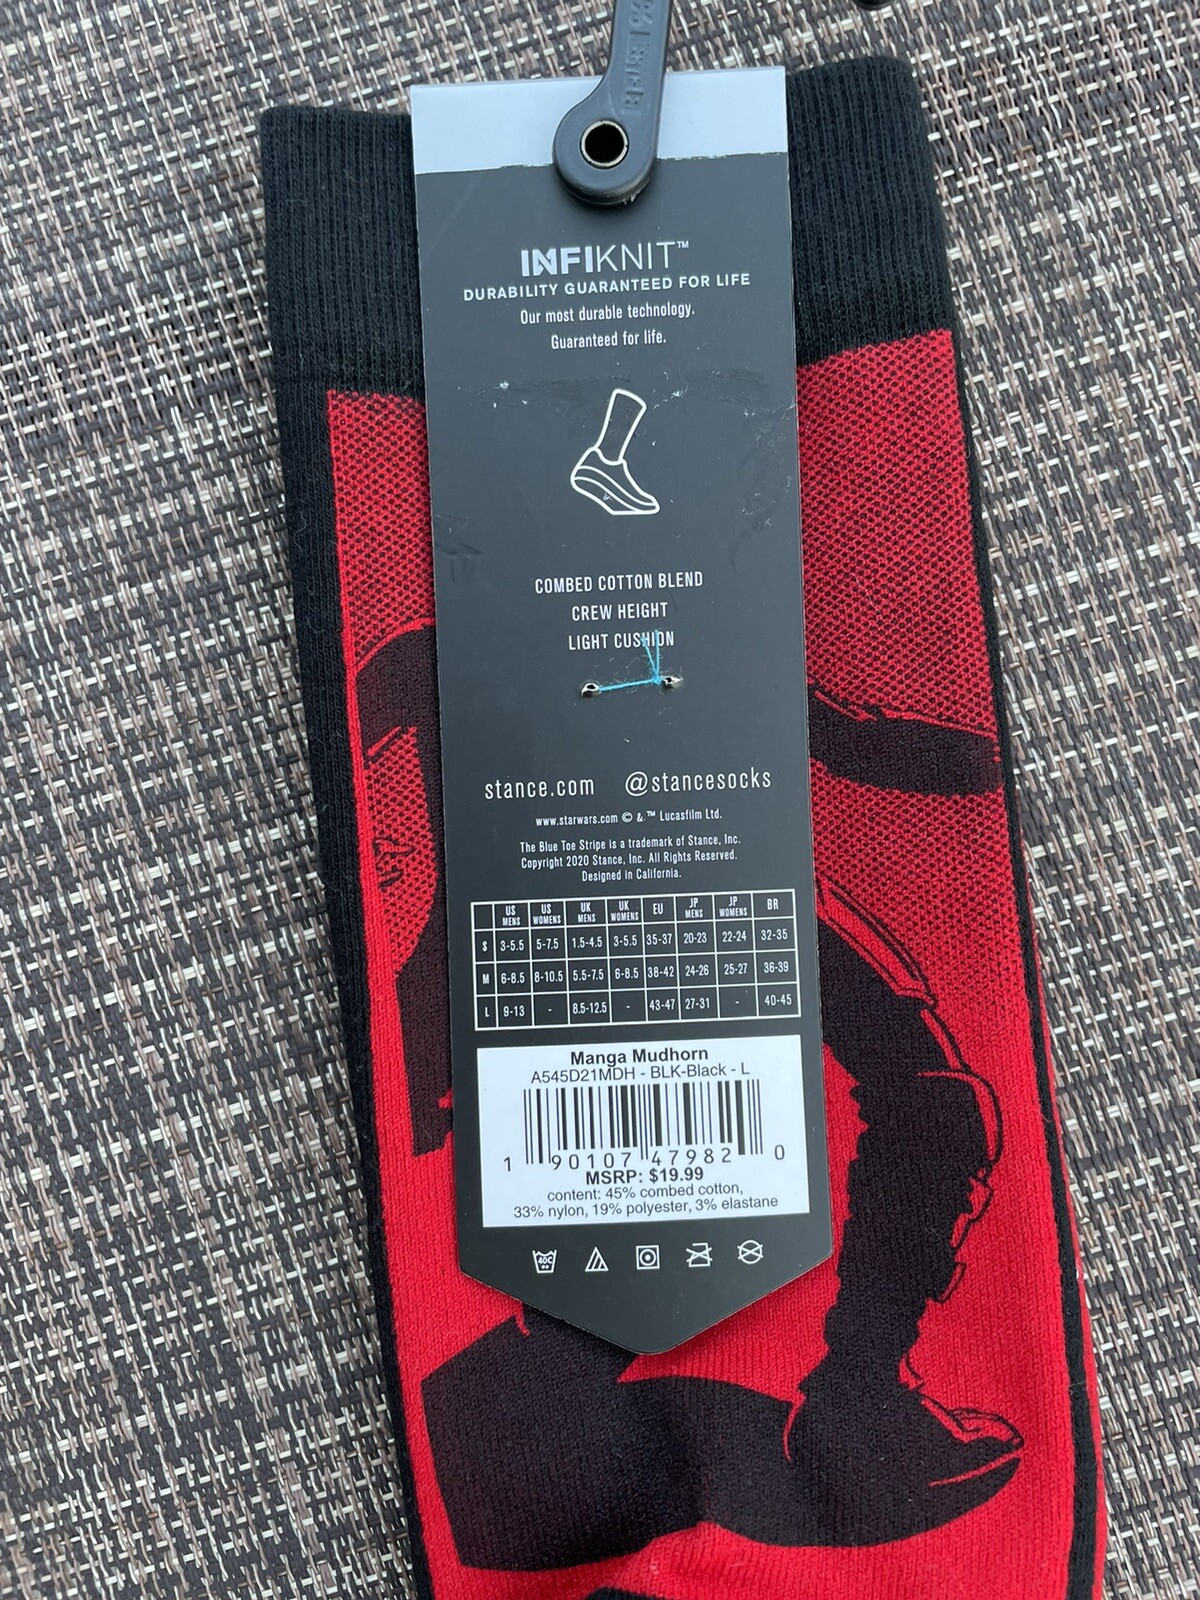 INFIKNIT™
DURABILITY GUARANTEED FOR LIFE
Our most durable technology.
Guaranteed for life.
COMBED COTTON BLEND
CREW HEIGHT
LIGHT CUSHION
stance.com @stancesocks
www.starwars.com © & ™ Lucasfilm Ltd.
The Blue Toe Stripe is a trademark of Stance, Inc.
Copyright 2020 Stance, Inc. All Rights Reserved.
Designed in California.
US MENS US WOMENS UK MENS UK WOMENS EU JP MENS JP WOMENS BR
S 3-5.5 5-7.5 1.5-4.5 3-5.5 35-37 20-23 22-24 32-35
M 6-8.5 8-10.5 5.5-7.5 6-8.5 38-42 24-26 25-27 36-39
L 9-13 - 8.5-12.5 - 43-47 27-31 - 40-45
Manga Mudhorn
A545D21MDH - BLK-Black - L
1 90107 47982 0
MSRP: $19.99
content: 45% combed cotton,
33% nylon, 19% polyester, 3% elastane
40C